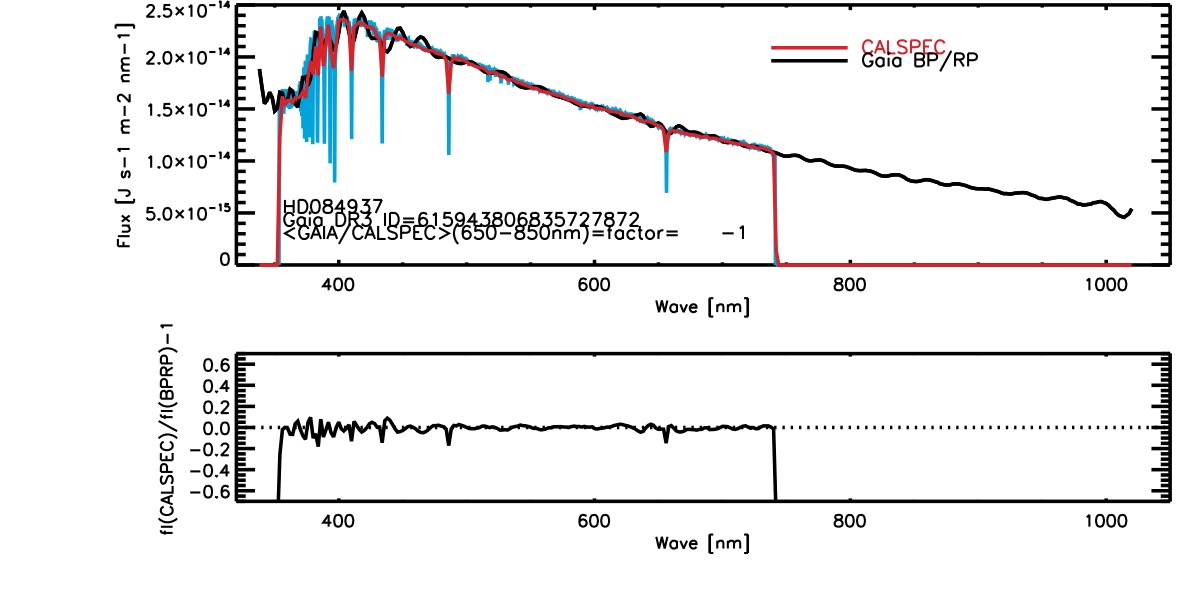 2.5×10−14
2.0×10−14
1.5×10−14
1.0×10−14
5.0×10−15
0
Flux [J s−1 m−2 nm−1]
CALSPEC
Gaia BP/RP
HD084937
Gaia DR3 ID=615943806835727872
<GAIA/CALSPEC>(650−850nm)=factor= −1
400 600 800 1000
Wave [nm]
fl(CALSPEC)/fl(BPRP)−1
0.6
0.4
0.2
0.0
−0.2
−0.4
−0.6
400 600 800 1000
Wave [nm]